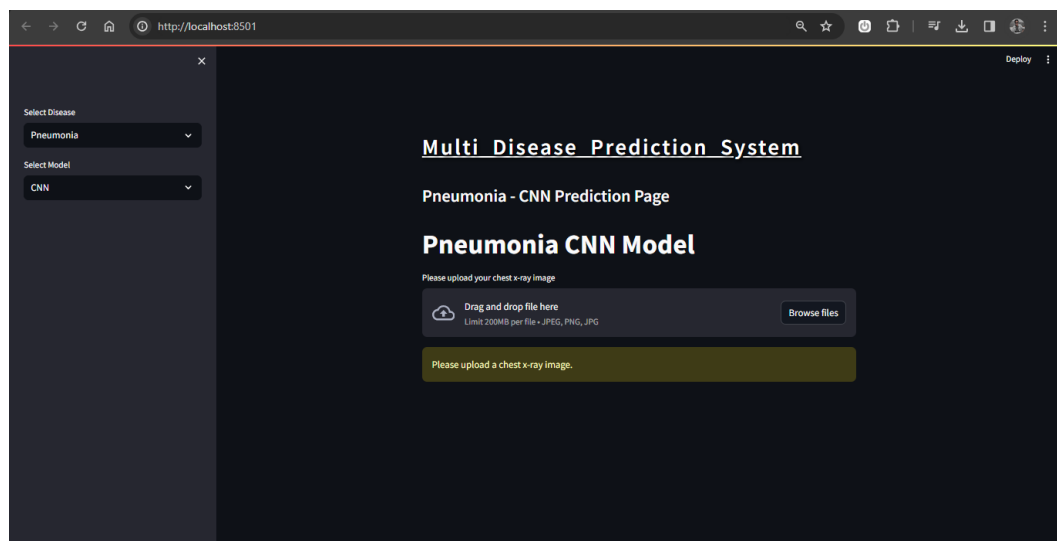 http://localhost:8501
Deploy
Select Disease
Pneumonia
Select Model
CNN
Multi Disease Prediction System
Pneumonia - CNN Prediction Page
Pneumonia CNN Model
Please upload your chest x-ray image
Drag and drop file here
Limit 200MB per file • JPEG, PNG, JPG
Browse files
Please upload a chest x-ray image.